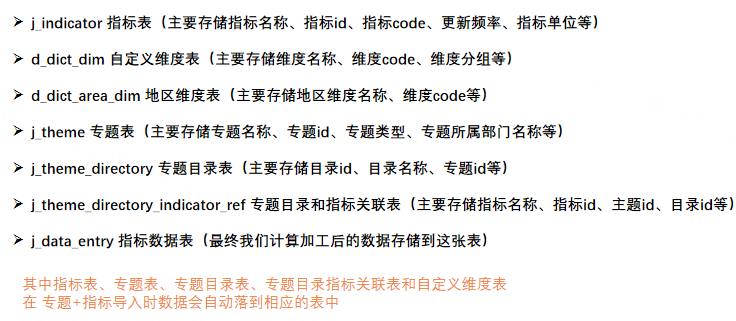 ➢ j_indicator 指标表（主要存储指标名称、指标id、指标code、更新频率、指标单位等）
➢ d_dict_dim 自定义维度表（主要存储维度名称、维度code、维度分组等）
➢ d_dict_area_dim 地区维度表（主要存储地区维度名称、维度code等）
➢ j_theme 专题表（主要存储专题名称、专题id、专题类型、专题所属部门名称等）
➢ j_theme_directory 专题目录表（主要存储目录id、目录名称、专题id等）
➢ j_theme_directory_indicator_ref 专题目录和指标关联表（主要存储指标名称、指标id、主题id、目录id等）
➢ j_data_entry 指标数据表（最终我们计算加工后的数据存储到这张表）
其中指标表、专题表、专题目录表、专题目录指标关联表和自定义维度表
在 专题+指标导入时数据会自动落到相应的表中